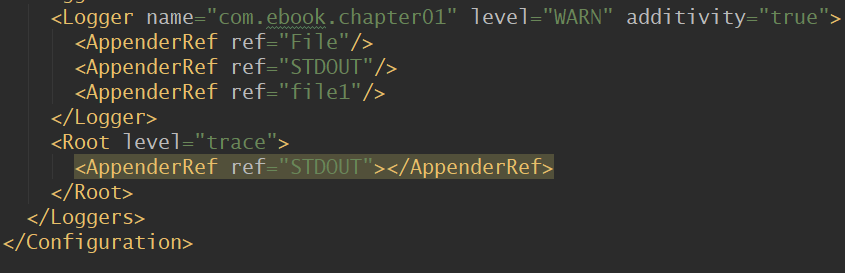 <Logger name="com.ebook.chapter01" level="WARN" additivity="true">
<AppenderRef ref="File"/>
<AppenderRef ref="STDOUT"/>
<AppenderRef ref="file1"/>
</Logger>
<Root level="trace">
<AppenderRef ref="STDOUT"></AppenderRef>
</Root>
</Loggers>
</Configuration>